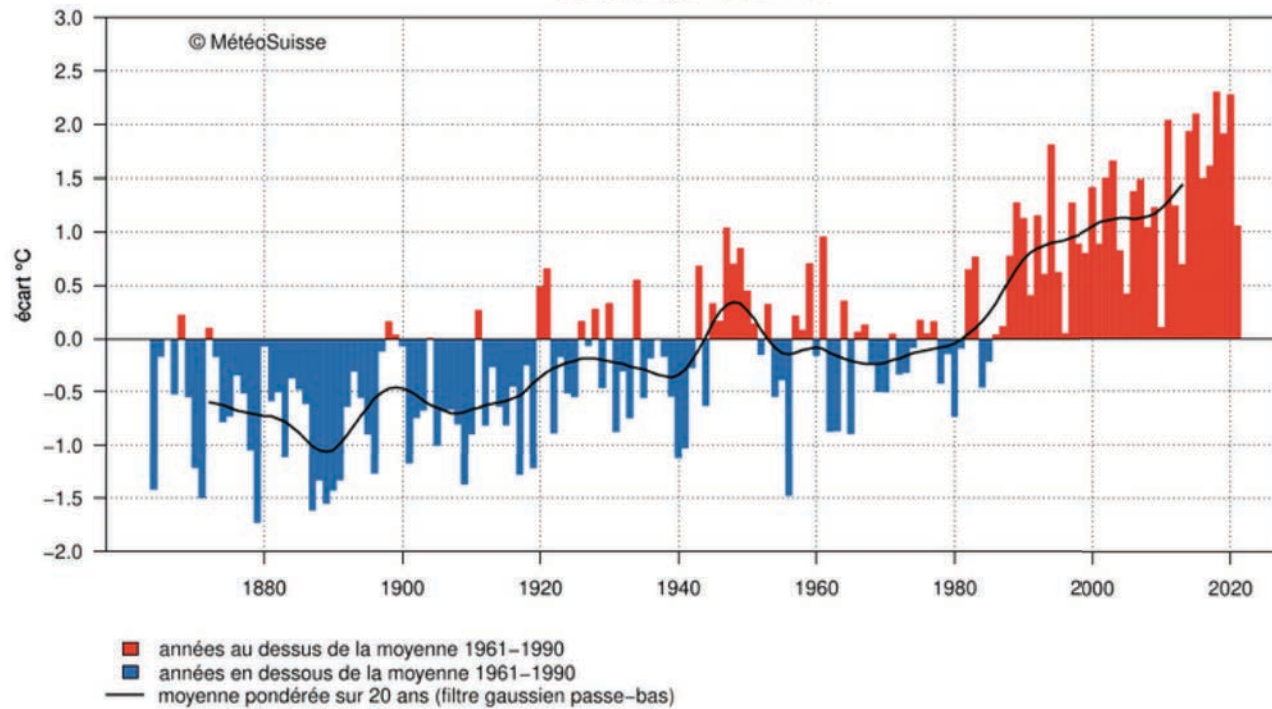 3.0
© MétéoSuisse
2.5
2.0
1.5
1.0
0.5
0.0
−0.5
−1.0
−1.5
−2.0
écart °C
1880 1900 1920 1940 1960 1980 2000 2020
années au dessus de la moyenne 1961−1990
années en dessous de la moyenne 1961−1990
moyenne pondérée sur 20 ans (filtre gaussien passe−bas)